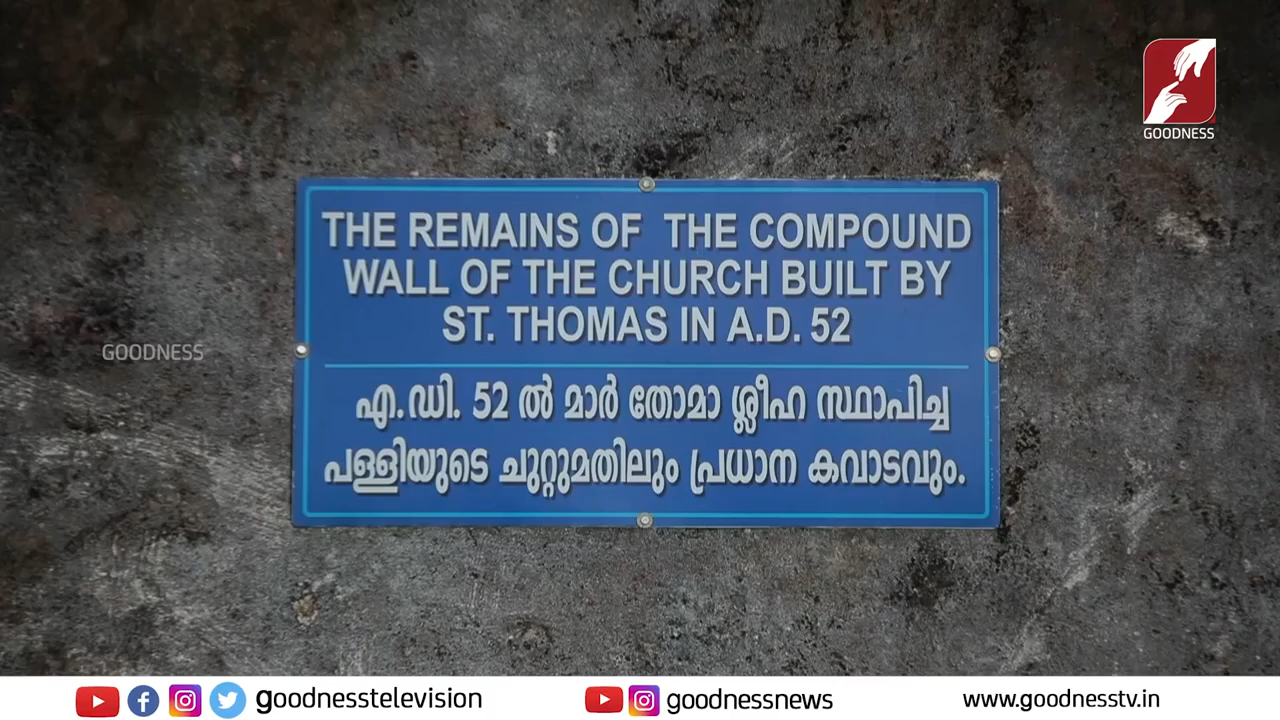 GOODNESS
THE REMAINS OF THE COMPOUND
WALL OF THE CHURCH BUILT BY
ST. THOMAS IN A.D. 52
GOODNESS
എ.ഡി. 52 ൽ മാർ തോമാ ശ്ലീഹ സ്ഥാപിച്ച
പള്ളിയുടെ ചുറ്റുമതിലും പ്രധാന കവാടവും.
goodnesstelevision goodnessnews www.goodnesstv.in